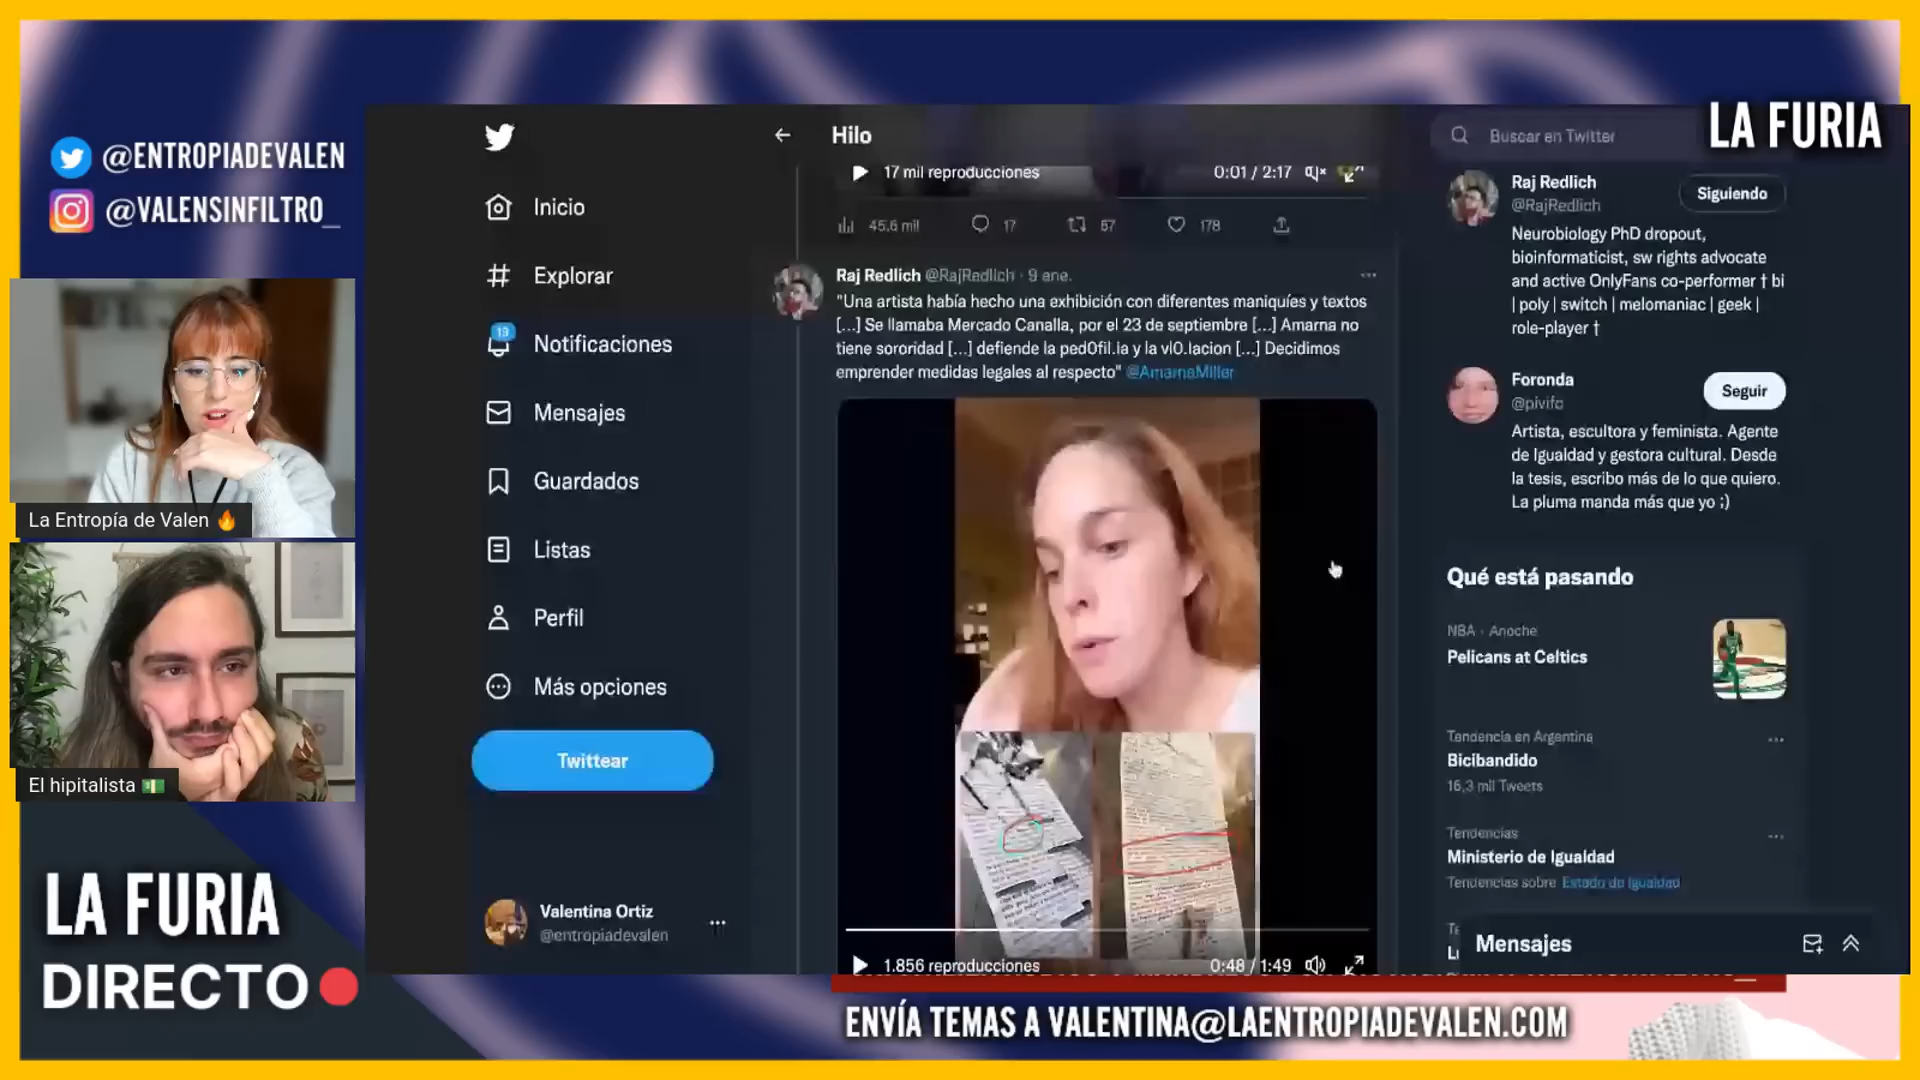 LA FURIA
@ENTROPIADEVALEN
@VALENSINFILTRO_
La Entropía de Valen 🔥
El hipitalista 💵
LA FURIA
DIRECTO
Inicio
Explorar
19
Notificaciones
Mensajes
Guardados
Listas
Perfil
Más opciones
Twittear
Valentina Ortiz
@entropiadevalen
Hilo
17 mil reproducciones
0:01 / 2:17
45,6 mil
17
57
178
Raj Redlich @RajRedlich · 9 ene.
"Una artista había hecho una exhibición con diferentes maniquíes y textos
[...] Se llamaba Mercado Canalla, por el 23 de septiembre [...] Amarna no
tiene sororidad [...] defiende la ped0fil.ia y la vi0.lacion [...] Decidimos
emprender medidas legales al respecto" @AmarnaMiller
1.856 reproducciones
0:48 / 1:49
Buscar en Twitter
Raj Redlich
@RajRedlich
Siguiendo
Neurobiology PhD dropout,
bioinformaticist, sw rights advocate
and active OnlyFans co-performer † bi
| poly | switch | melomaniac | geek |
role-player †
Foronda
@pivifc
Seguir
Artista, escultora y feminista. Agente
de Igualdad y gestora cultural. Desde
la tesis, escribo más de lo que quiero.
La pluma manda más que yo ;)
Qué está pasando
NBA · Anoche
Pelicans at Celtics
Tendencia en Argentina
Bicibandido
16,3 mil Tweets
Tendencias
Ministerio de Igualdad
Tendencias sobre Estado de Igualdad
Mensajes
ENVÍA TEMAS A VALENTINA@LAENTROPIADEVALEN.COM